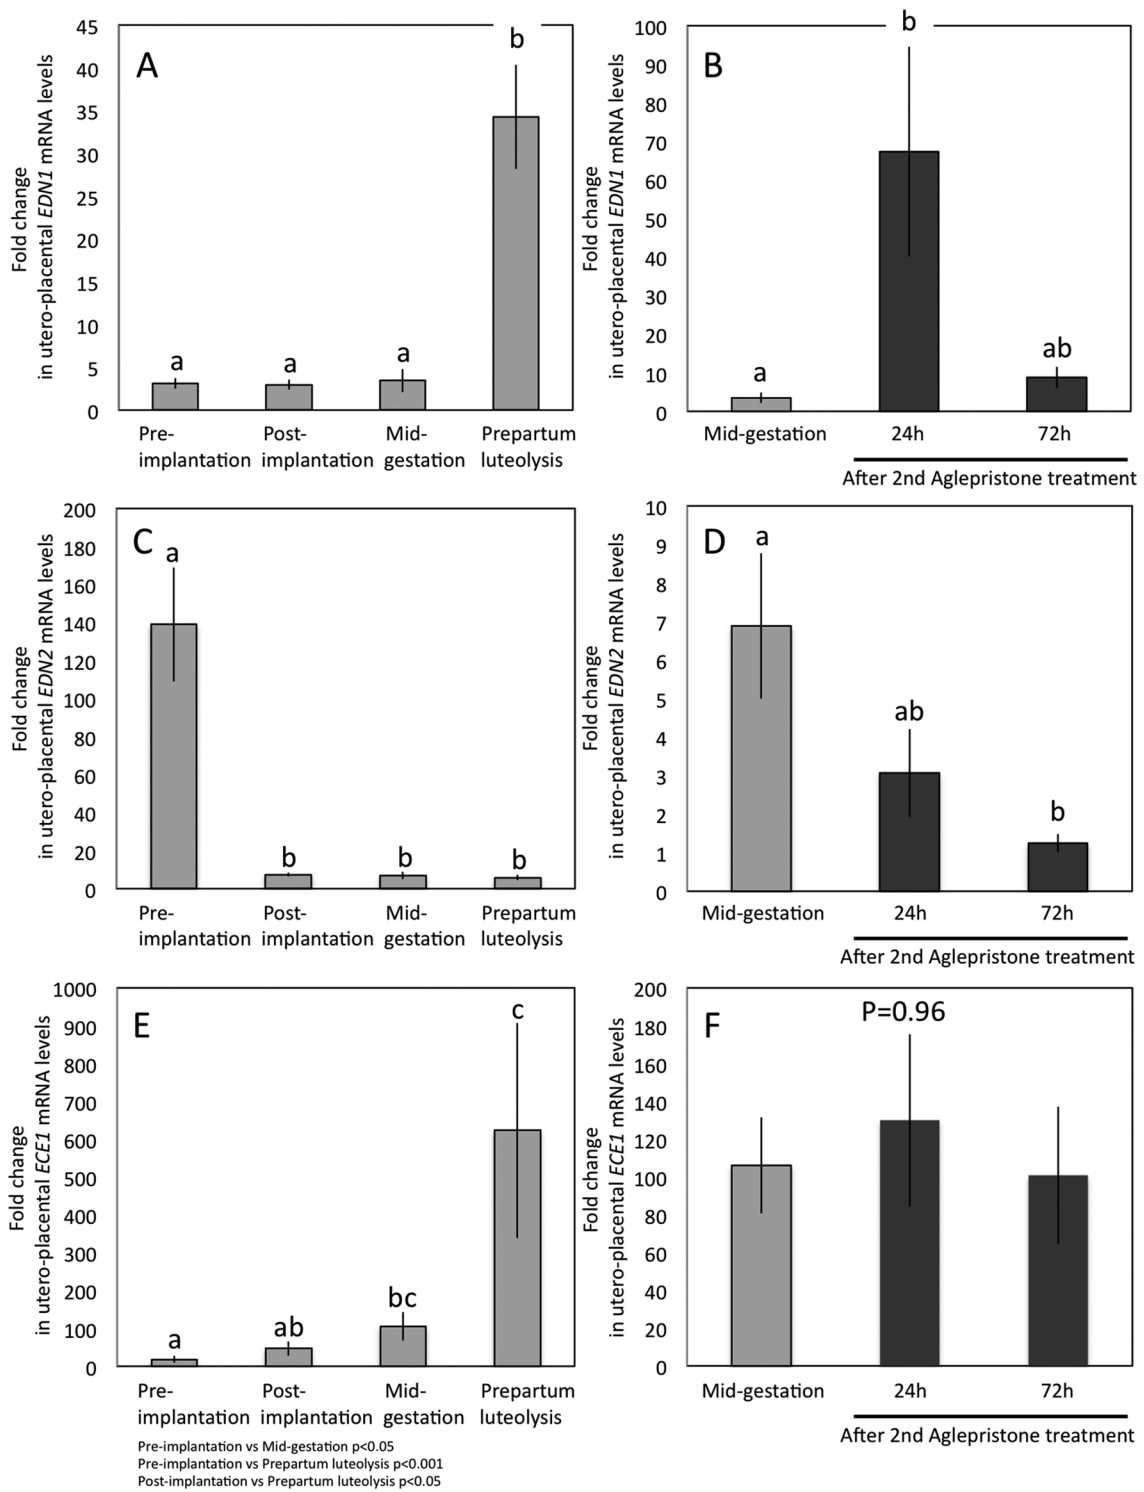 A
Fold change
in utero-placental EDN1 mRNA levels
45
40
35
30
25
20
15
10
5
0
a
a
a
b
Pre-
implantation
Post-
implantation
Mid-
gestation
Prepartum
luteolysis
B
Fold change
in utero-placental EDN1 mRNA levels
100
90
80
70
60
50
40
30
20
10
0
a
b
ab
Mid-gestation
24h
72h
After 2nd Aglepristone treatment
C
Fold change
in utero-placental EDN2 mRNA levels
200
180
160
140
120
100
80
60
40
20
0
a
b
b
b
Pre-
implantation
Post-
implantation
Mid-
gestation
Prepartum
luteolysis
D
Fold change
in utero-placental EDN2 mRNA levels
10
9
8
7
6
5
4
3
2
1
0
a
ab
b
Mid-gestation
24h
72h
After 2nd Aglepristone treatment
E
Fold change
in utero-placental ECE1 mRNA levels
1000
900
800
700
600
500
400
300
200
100
0
a
ab
bc
c
Pre-
implantation
Post-
implantation
Mid-
gestation
Prepartum
luteolysis
Pre-implantation vs Mid-gestation p<0.05
Pre-implantation vs Prepartum luteolysis p<0.001
Post-implantation vs Prepartum luteolysis p<0.05
F
Fold change
in utero-placental ECE1 mRNA levels
200
180
160
140
120
100
80
60
40
20
0
P=0.96
Mid-gestation
24h
72h
After 2nd Aglepristone treatment